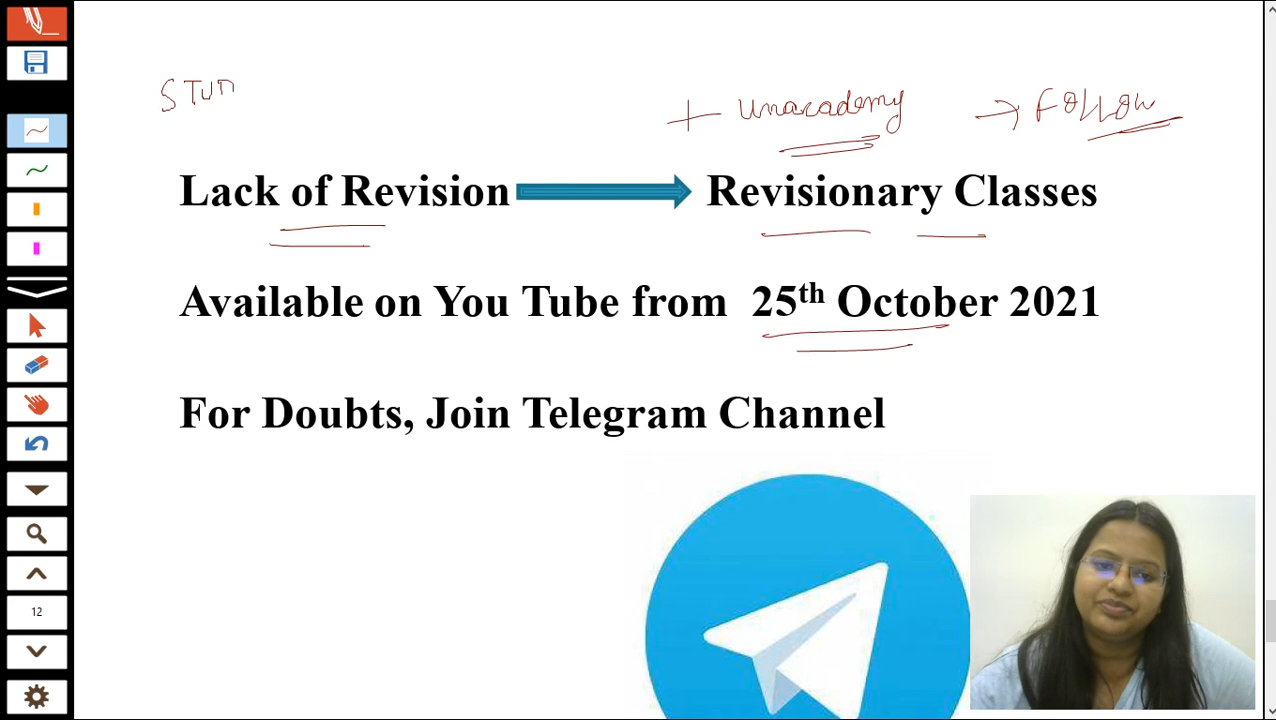 STUD
+ Unacademy → Follow
Lack of Revision Revisionary Classes
Available on You Tube from 25th October 2021
For Doubts, Join Telegram Channel
12